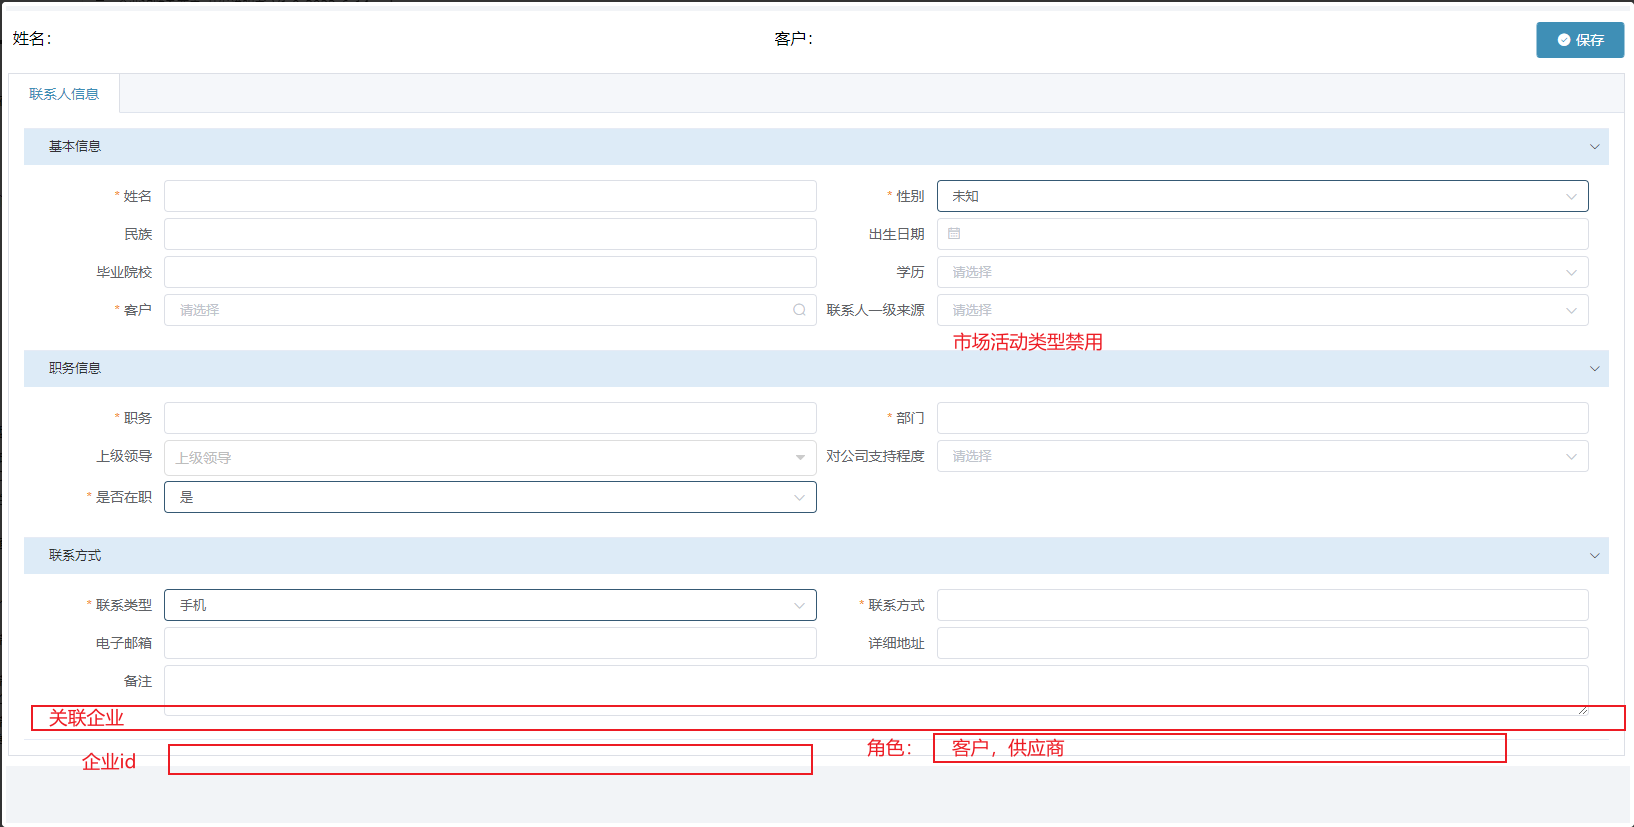 姓名：
客户：
保存
联系人信息
基本信息
* 姓名
* 性别 未知
民族
出生日期
毕业院校
学历 请选择
* 客户 请选择
联系人一级来源 请选择
市场活动类型禁用
职务信息
* 职务
* 部门
上级领导 上级领导
对公司支持程度 请选择
* 是否在职 是
联系方式
* 联系类型 手机
* 联系方式
电子邮箱
详细地址
备注
关联企业
企业id
角色： 客户，供应商